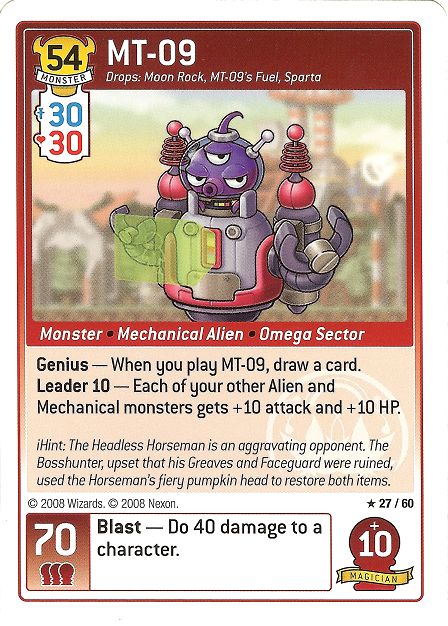 54
MONSTER
MT-09
Drops: Moon Rock, MT-09's Fuel, Sparta
30
30
Monster • Mechanical Alien • Omega Sector
Genius — When you play MT-09, draw a card.
Leader 10 — Each of your other Alien and
Mechanical monsters gets +10 attack and +10 HP.
iHint: The Headless Horseman is an aggravating opponent. The
Bosshunter, upset that his Greaves and Faceguard were ruined,
used the Horseman's fiery pumpkin head to restore both items.
© 2008 Wizards. © 2008 Nexon.
★ 27 / 60
70
Blast — Do 40 damage to a
character.
+
10
MAGICIAN